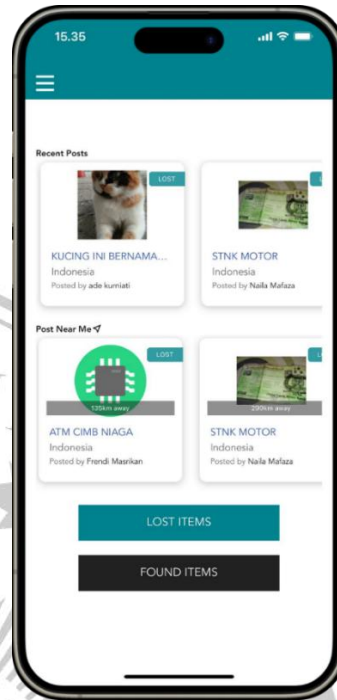 15.35
Recent Posts
LOST
KUCING INI BERNAMA...
Indonesia
Posted by ade kurniati
STNK MOTOR
Indonesia
Posted by Naila Mafaza
Post Near Me
LOST
135km away
ATM CIMB NIAGA
Indonesia
Posted by Frendi Masrikan
STNK MOTOR
Indonesia
Posted by Naila Mafaza
LOST ITEMS
FOUND ITEMS